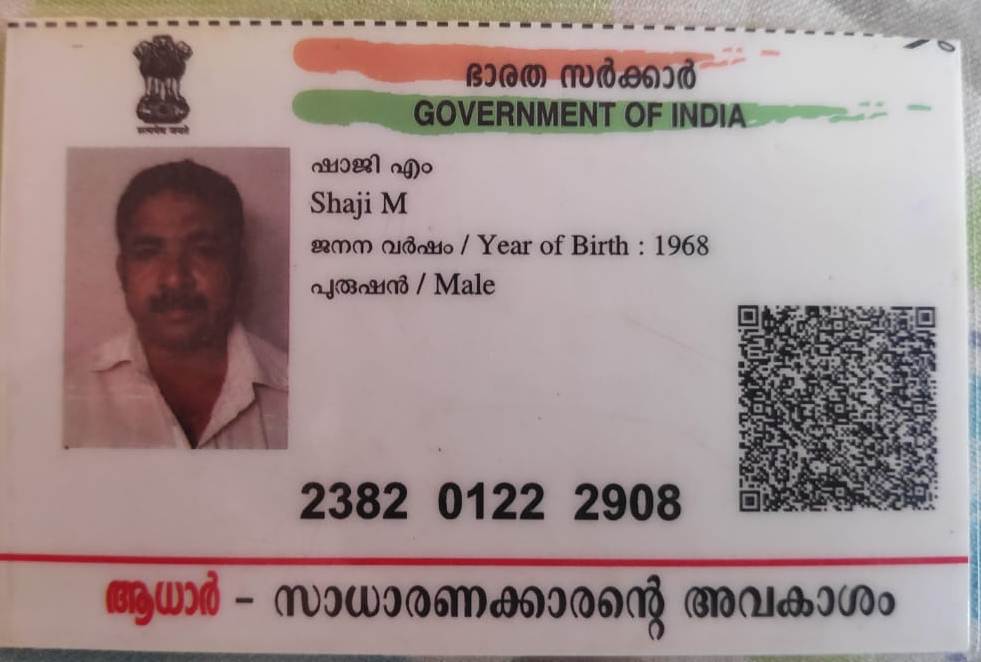 ഭാരത സർക്കാർ
GOVERNMENT OF INDIA
सत्यमेव जयते
ഷാജി എം
Shaji M
ജനന വർഷം / Year of Birth : 1968
പുരുഷൻ / Male
2382 0122 2908
ആധാർ - സാധാരണക്കാരന്റെ അവകാശം